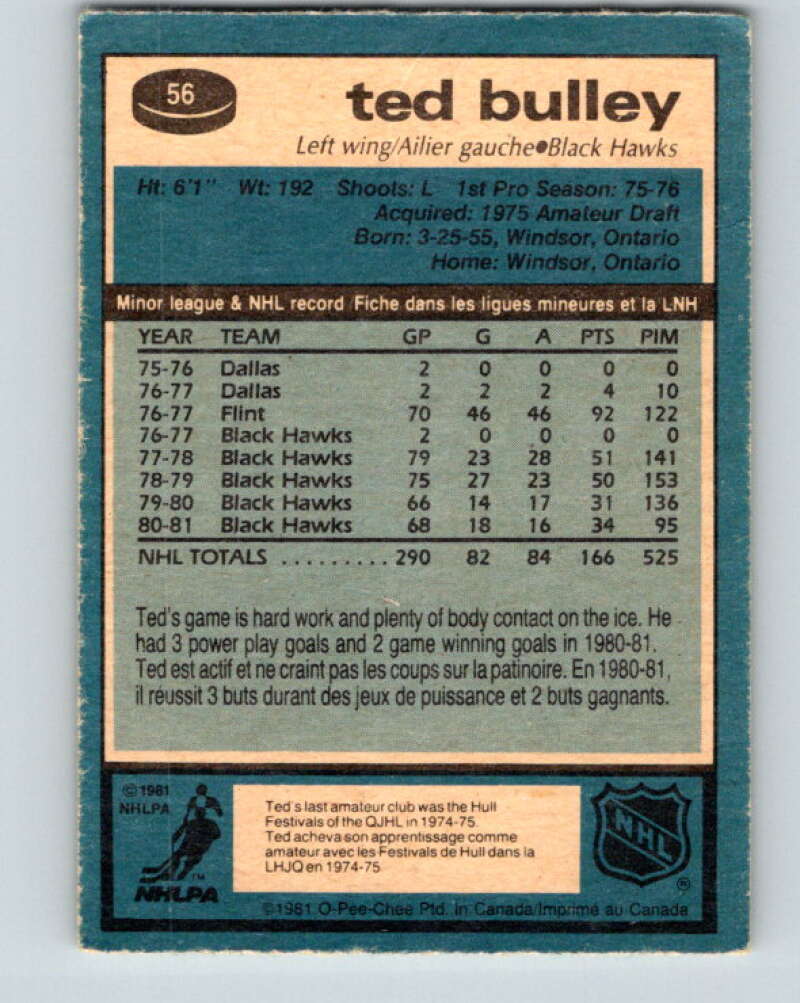 56
ted bulley
Left wing/Ailier gauche●Black Hawks
Ht: 6'1" Wt: 192 Shoots: L 1st Pro Season: 75-76
Acquired: 1975 Amateur Draft
Born: 3-25-55, Windsor, Ontario
Home: Windsor, Ontario
Minor league & NHL record/Fiche dans les ligues mineures et la LNH
YEAR TEAM GP G A PTS PIM
75-76 Dallas 2 0 0 0 0
76-77 Dallas 2 2 2 4 10
76-77 Flint 70 46 46 92 122
76-77 Black Hawks 2 0 0 0 0
77-78 Black Hawks 79 23 28 51 141
78-79 Black Hawks 75 27 23 50 153
79-80 Black Hawks 66 14 17 31 136
80-81 Black Hawks 68 18 16 34 95
NHL TOTALS ......... 290 82 84 166 525
Ted's game is hard work and plenty of body contact on the ice. He
had 3 power play goals and 2 game winning goals in 1980-81.
Ted est actif et ne craint pas les coups sur la patinoire. En 1980-81,
il réussit 3 buts durant des jeux de puissance et 2 buts gagnants.
©1981
NHLPA
TM
NHLPA
Ted's last amateur club was the Hull
Festivals of the QJHL in 1974-75.
Ted acheva son apprentissage comme
amateur avec les Festivals de Hull dans la
LHJQ en 1974-75
NHL
®
©1981 O-Pee-Chee Ptd. in Canada/Imprimé au Canada